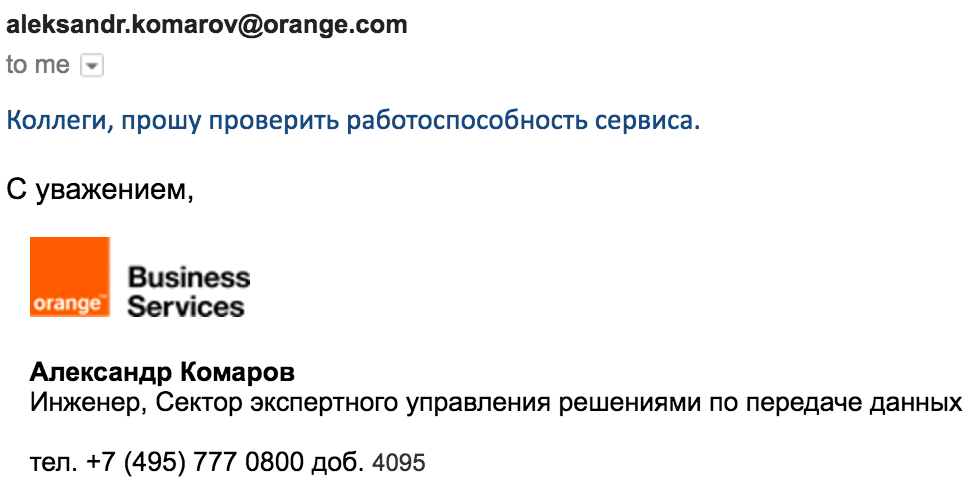 aleksandr.komarov@orange.com
to me
Коллеги, прошу проверить работоспособность сервиса.
С уважением,
orange™
Business
Services
Александр Комаров
Инженер, Сектор экспертного управления решениями по передаче данных
тел. +7 (495) 777 0800 доб. 4095